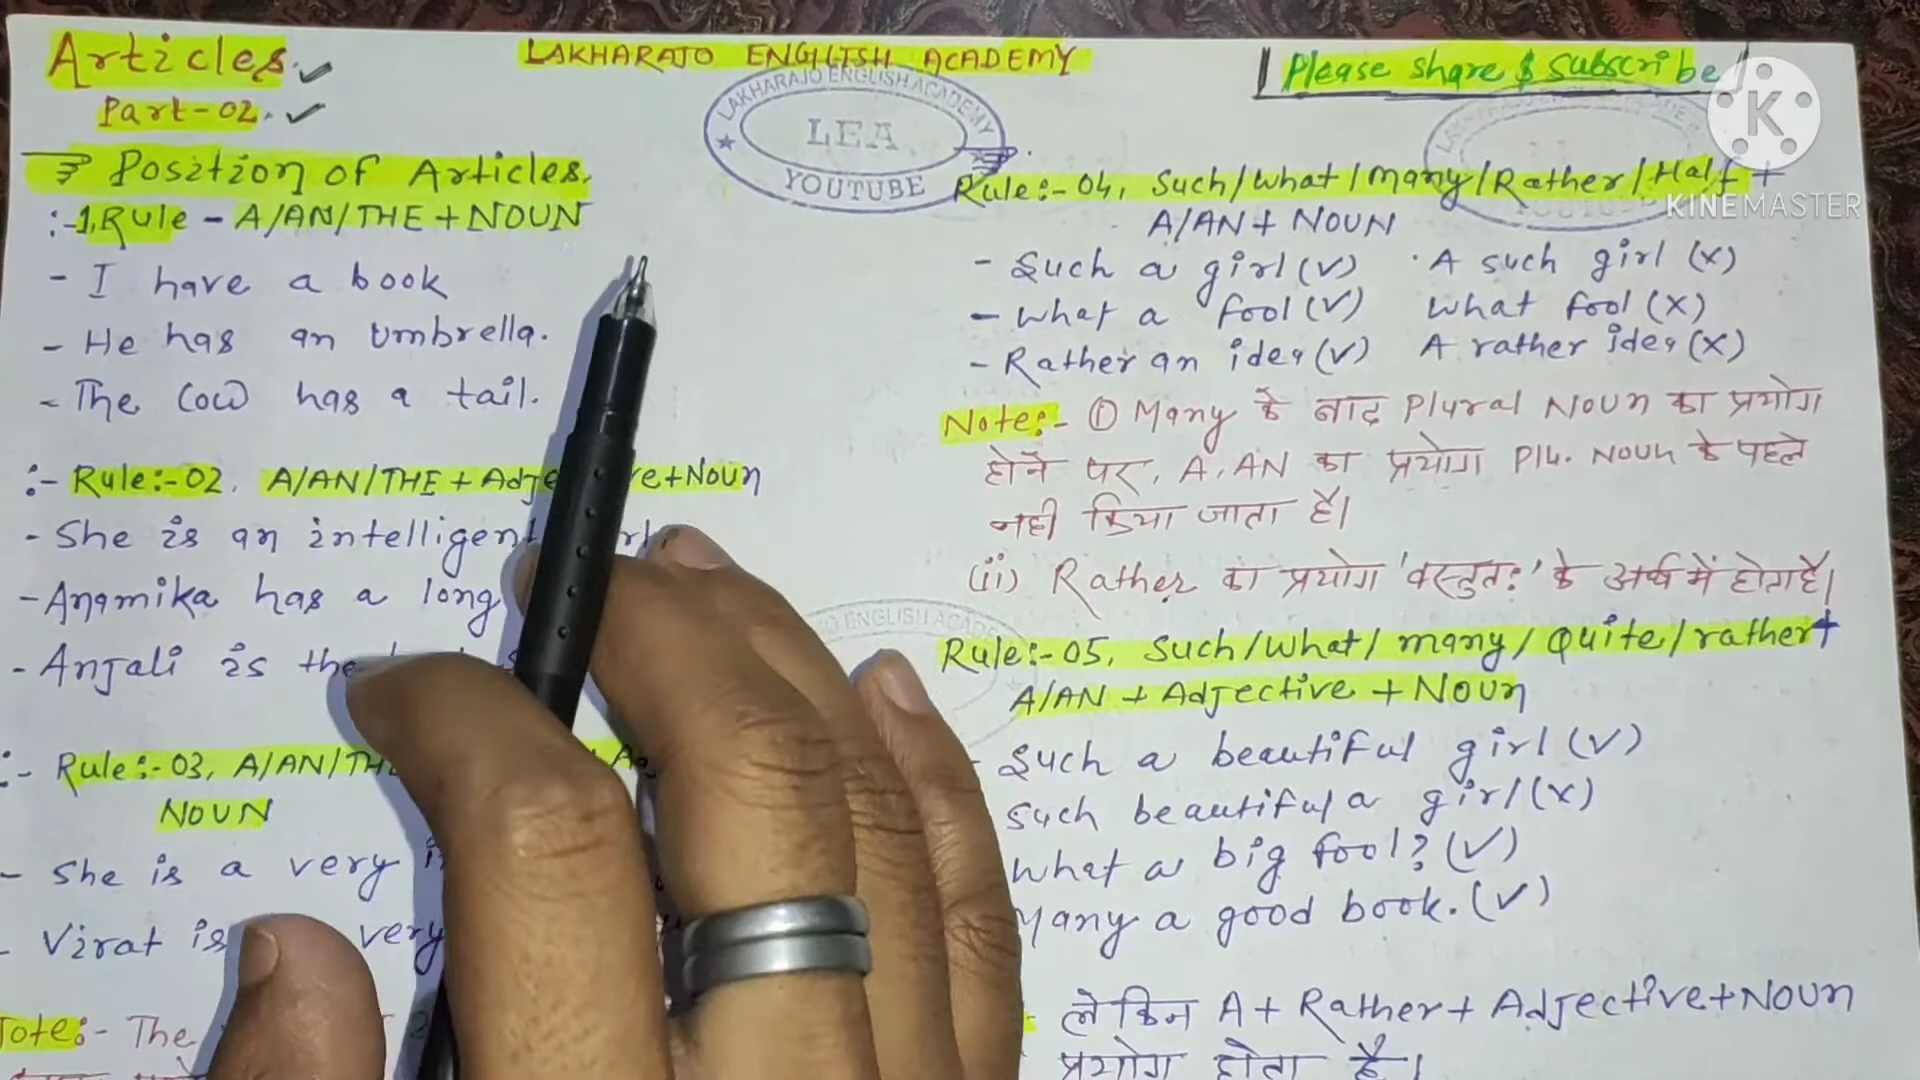 Articles.
Part-02.
LAKHARAJO ENGLISH ACADEMY
Please share & subscribe
LAKHARAJO ENGLISH ACADEMY
LEA
YOUTUBE
K
KINEMASTER
Position of Articles.
:-1. Rule - A/AN/THE + NOUN
- I have a book
- He has an umbrella.
- The cow has a tail.
:- Rule:-02. A/AN/THE + Adje ve+Noun
- She is an intelligent
- Anamika has a long
- Anjali is the
:- Rule:-03, A/AN/TH
NOUN
- She is a very
- Virat is very
Note:- The
Rule:-04, Such/what/many/Rather/Half +
A/AN + NOUN
- Such a girl (✓) · A such girl (x)
- What a fool (✓) What fool (x)
- Rather an idea (✓) A rather idea (x)
Note:- ① Many के बाद Plural Noun का प्रयोग
होने पर, A, AN का प्रयोग Plu. Noun के पहले
नही किया जाता है।
(ii) Rather का प्रयोग 'वस्तुतः' के अर्थ में होता है।
Rule:-05, Such/what/many/Quite/rather+
A/AN + Adjective + Noun
- Such a beautiful girl (✓)
Such beautiful a girl (x)
What a big fool? (✓)
Many a good book. (✓)
लेकिन A+ Rather+ Adjective+Noun
प्रयोग होता है।
ENGLISH ACADE